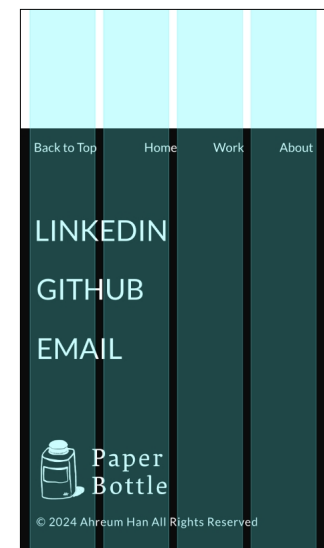 Back to Top Home Work About
LINKEDIN
GITHUB
EMAIL
Paper
Bottle
© 2024 Ahreum Han All Rights Reserved